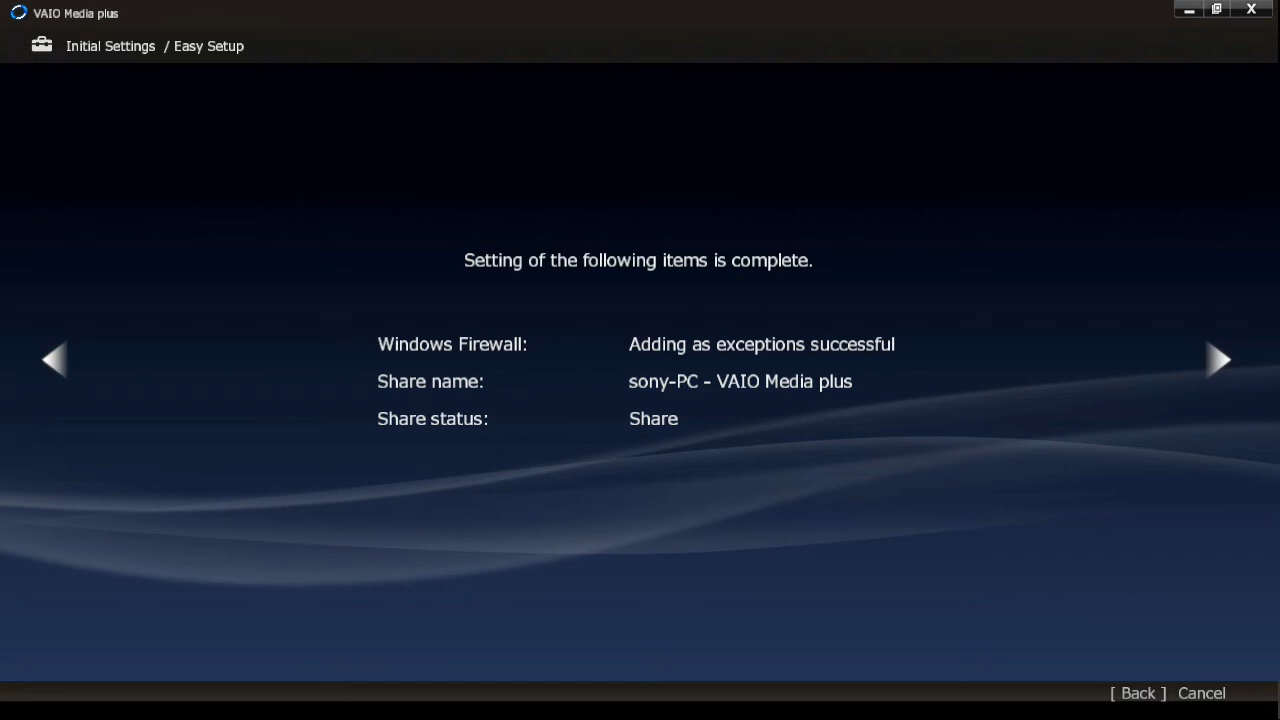 VAIO Media plus
X
Initial Settings / Easy Setup
Setting of the following items is complete.
Windows Firewall: Adding as exceptions successful
Share name: sony-PC - VAIO Media plus
Share status: Share
[ Back ] Cancel